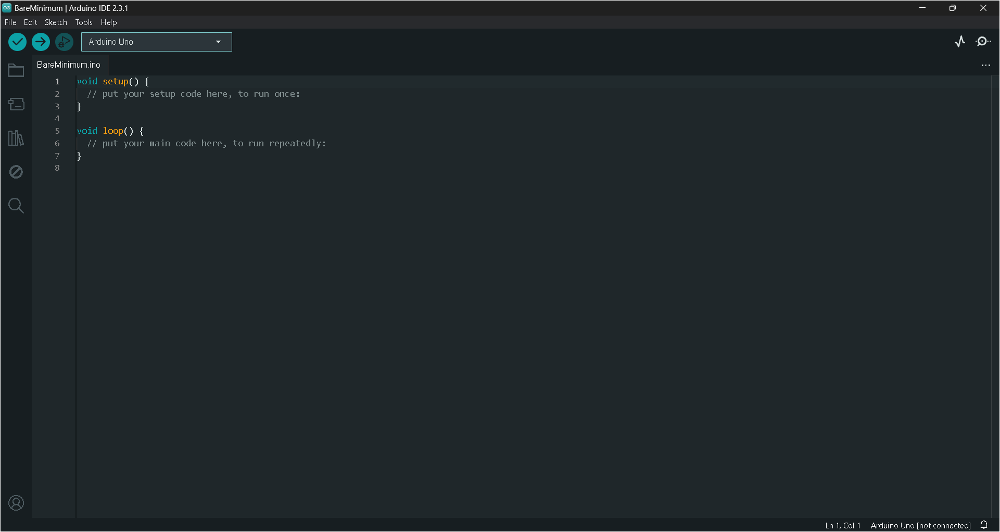 BareMinimum | Arduino IDE 2.3.1
File Edit Sketch Tools Help
Arduino Uno
BareMinimum.ino
1 void setup() {
2   // put your setup code here, to run once:
3 }
4
5 void loop() {
6   // put your main code here, to run repeatedly:
7 }
8
Ln 1, Col 1 Arduino Uno [not connected]